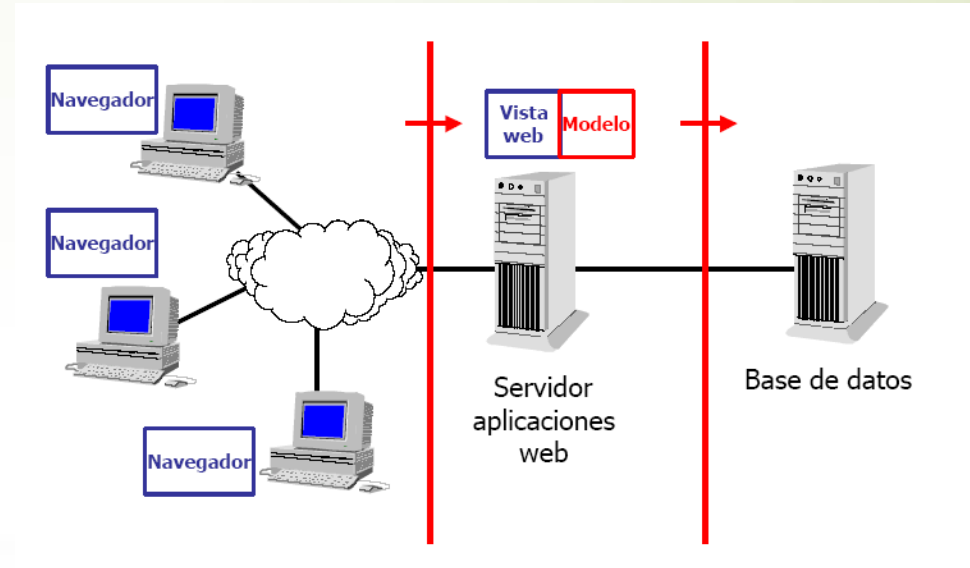 Navegador
Navegador
Navegador
Vista
web
Modelo
Servidor
aplicaciones
web
Base de datos